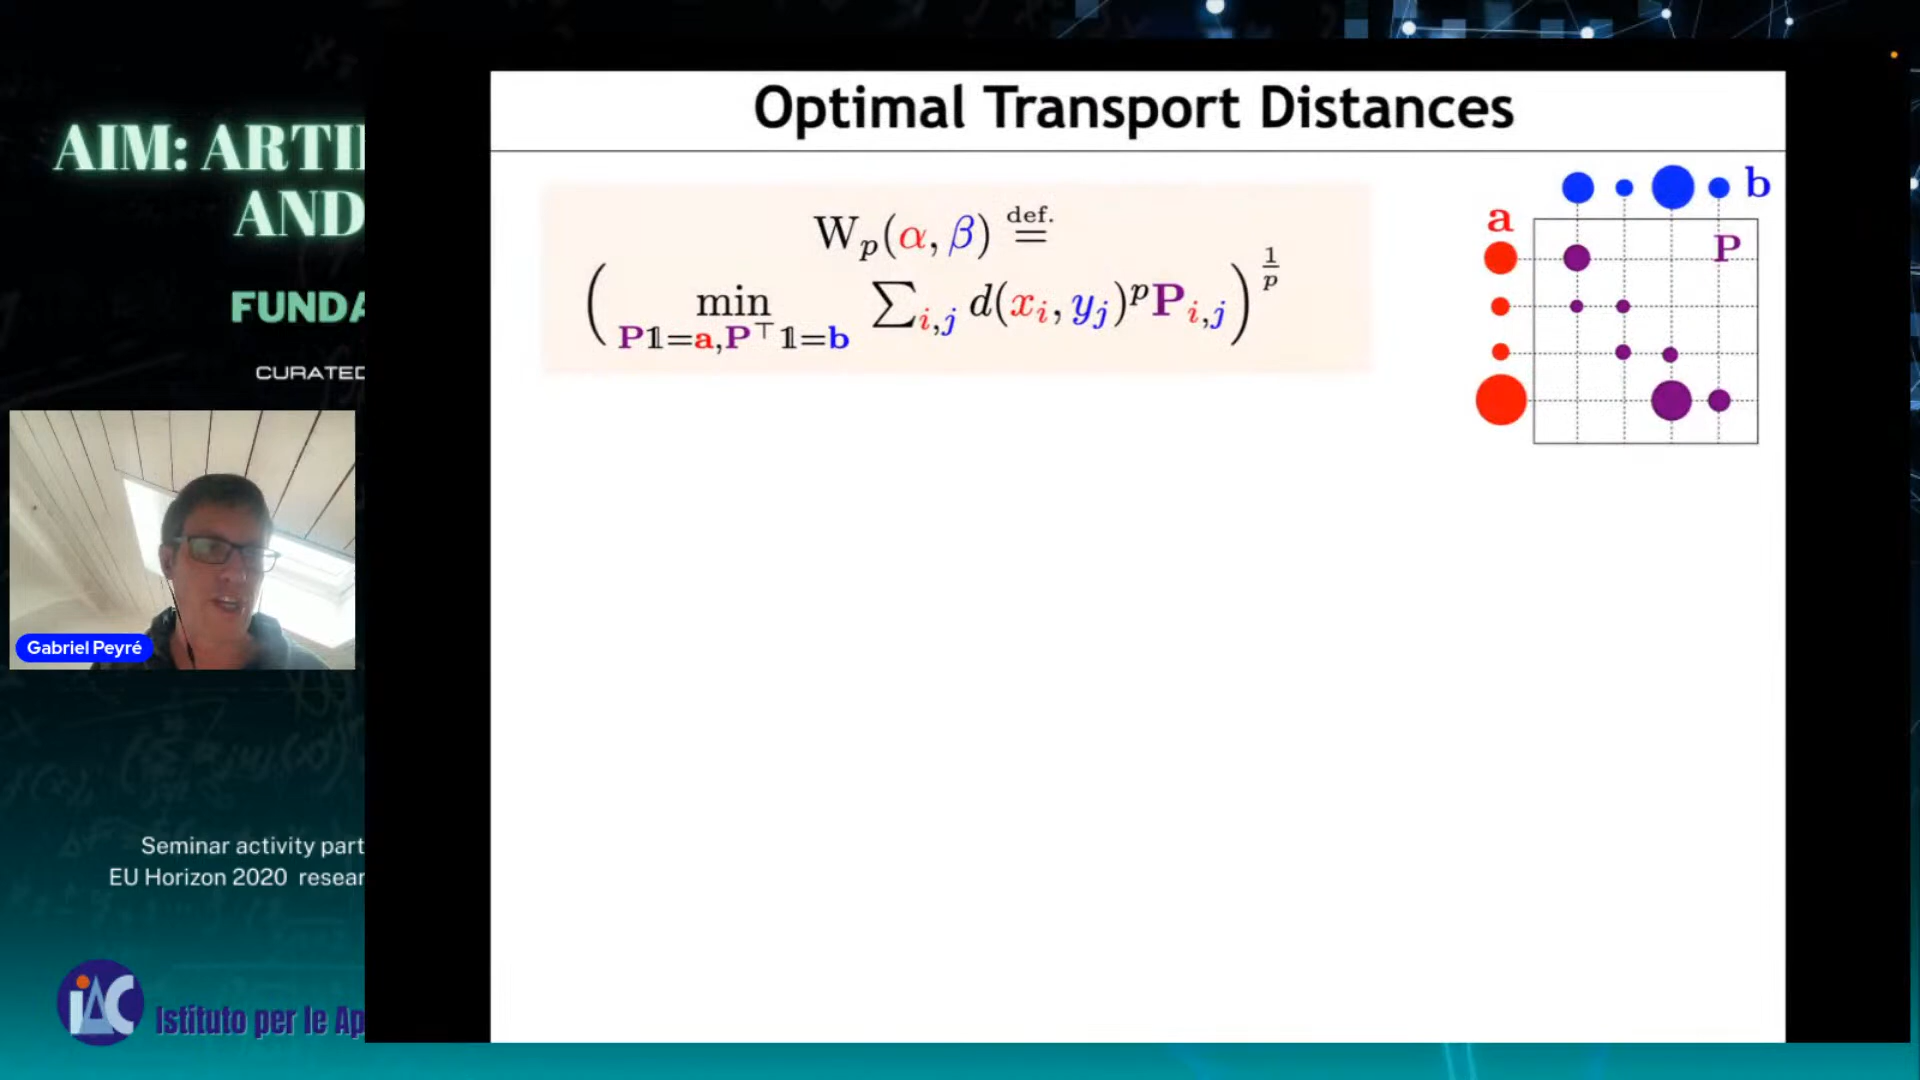 AIM: ARTI
AND
FUNDA
CURATED
Gabriel Peyré
Seminar activity part
EU Horizon 2020 resear
iAC Istituto per le Ap
Optimal Transport Distances
W_p(α, β) def. =
( min_{P𝟙=a,P^⊤𝟙=b} ∑_{i,j} d(x_i, y_j)^p P_{i,j} )^{1/p}
b
a
P